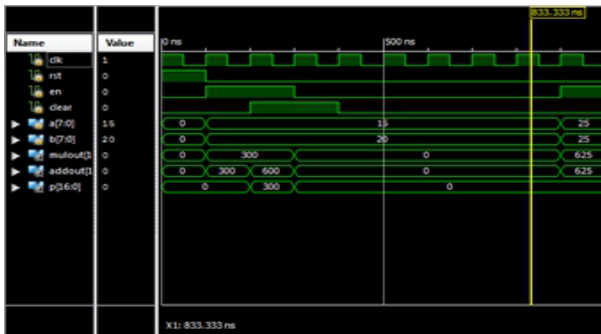 833.333 ns
Name Value 0 ns 500 ns
clk 1
rst 0
en 0
clear 0
a[7:0] 15 0 15 25
b[7:0] 20 0 20 25
mulout[1 0 0 300 0 625
addout[1 0 0 300 600 0 625
p[16:0] 0 0 300 0
X1: 833.333 ns